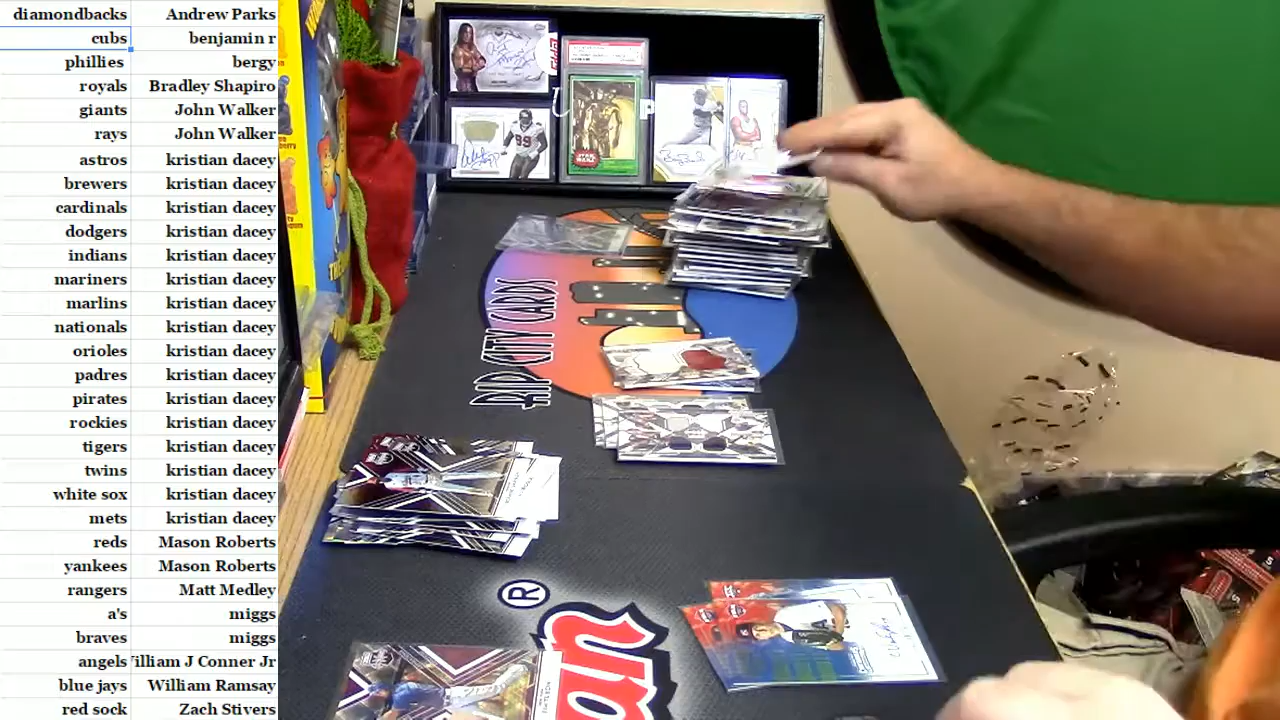 diamondbacks Andrew Parks
cubs benjamin r
phillies bergy
royals Bradley Shapiro
giants John Walker
rays John Walker
astros kristian dacey
brewers kristian dacey
cardinals kristian dacey
dodgers kristian dacey
indians kristian dacey
mariners kristian dacey
marlins kristian dacey
nationals kristian dacey
orioles kristian dacey
padres kristian dacey
pirates kristian dacey
rockies kristian dacey
tigers kristian dacey
twins kristian dacey
white sox kristian dacey
mets kristian dacey
reds Mason Roberts
yankees Mason Roberts
rangers Matt Medley
a's miggs
braves miggs
angels William J Conner Jr
blue jays William Ramsay
red sock Zach Stivers
STAR WARS
99
RIP CITY CARDS
®
an